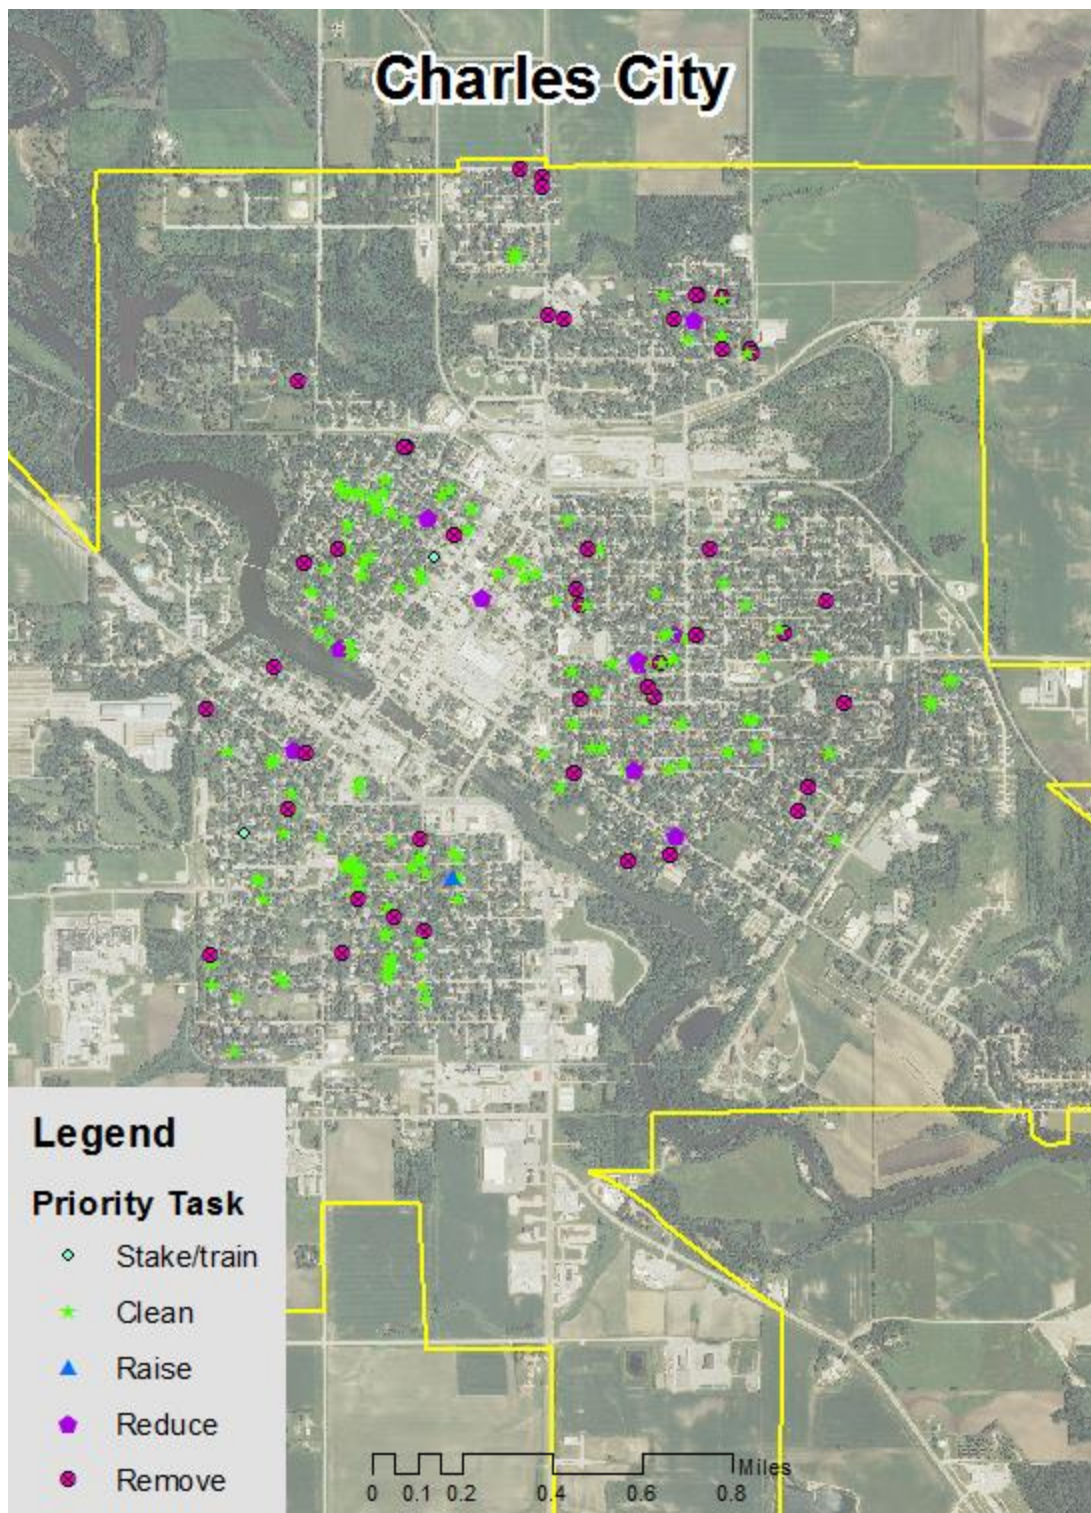 Charles City
Legend
Priority Task
Stake/train
Clean
Raise
Reduce
Remove
Miles
0 0.1 0.2 0.4 0.6 0.8